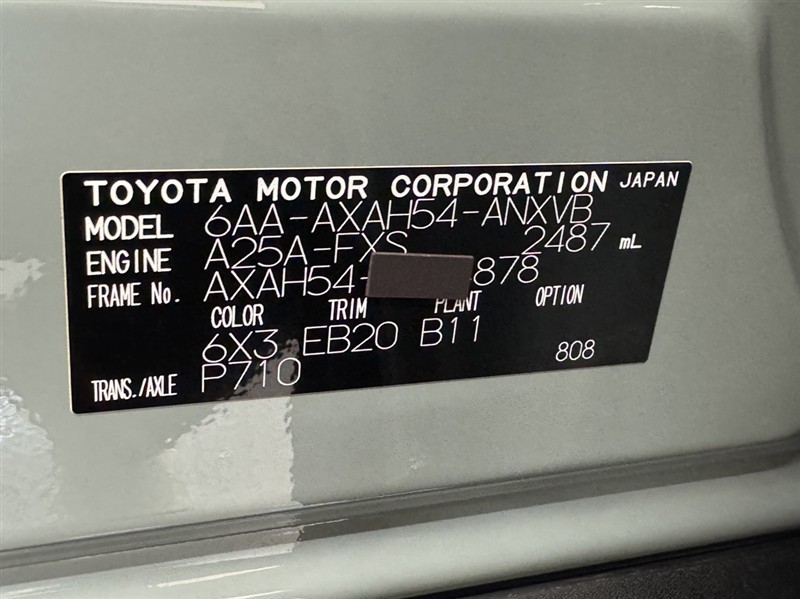 TOYOTA MOTOR CORPORATION JAPAN
MODEL 6AA-AXAH54-ANXVB
ENGINE A25A-FXS 2487 mL
FRAME No. AXAH54- 878
COLOR TRIM PLANT OPTION
6X3 EB20 B11
TRANS./AXLE P710 808